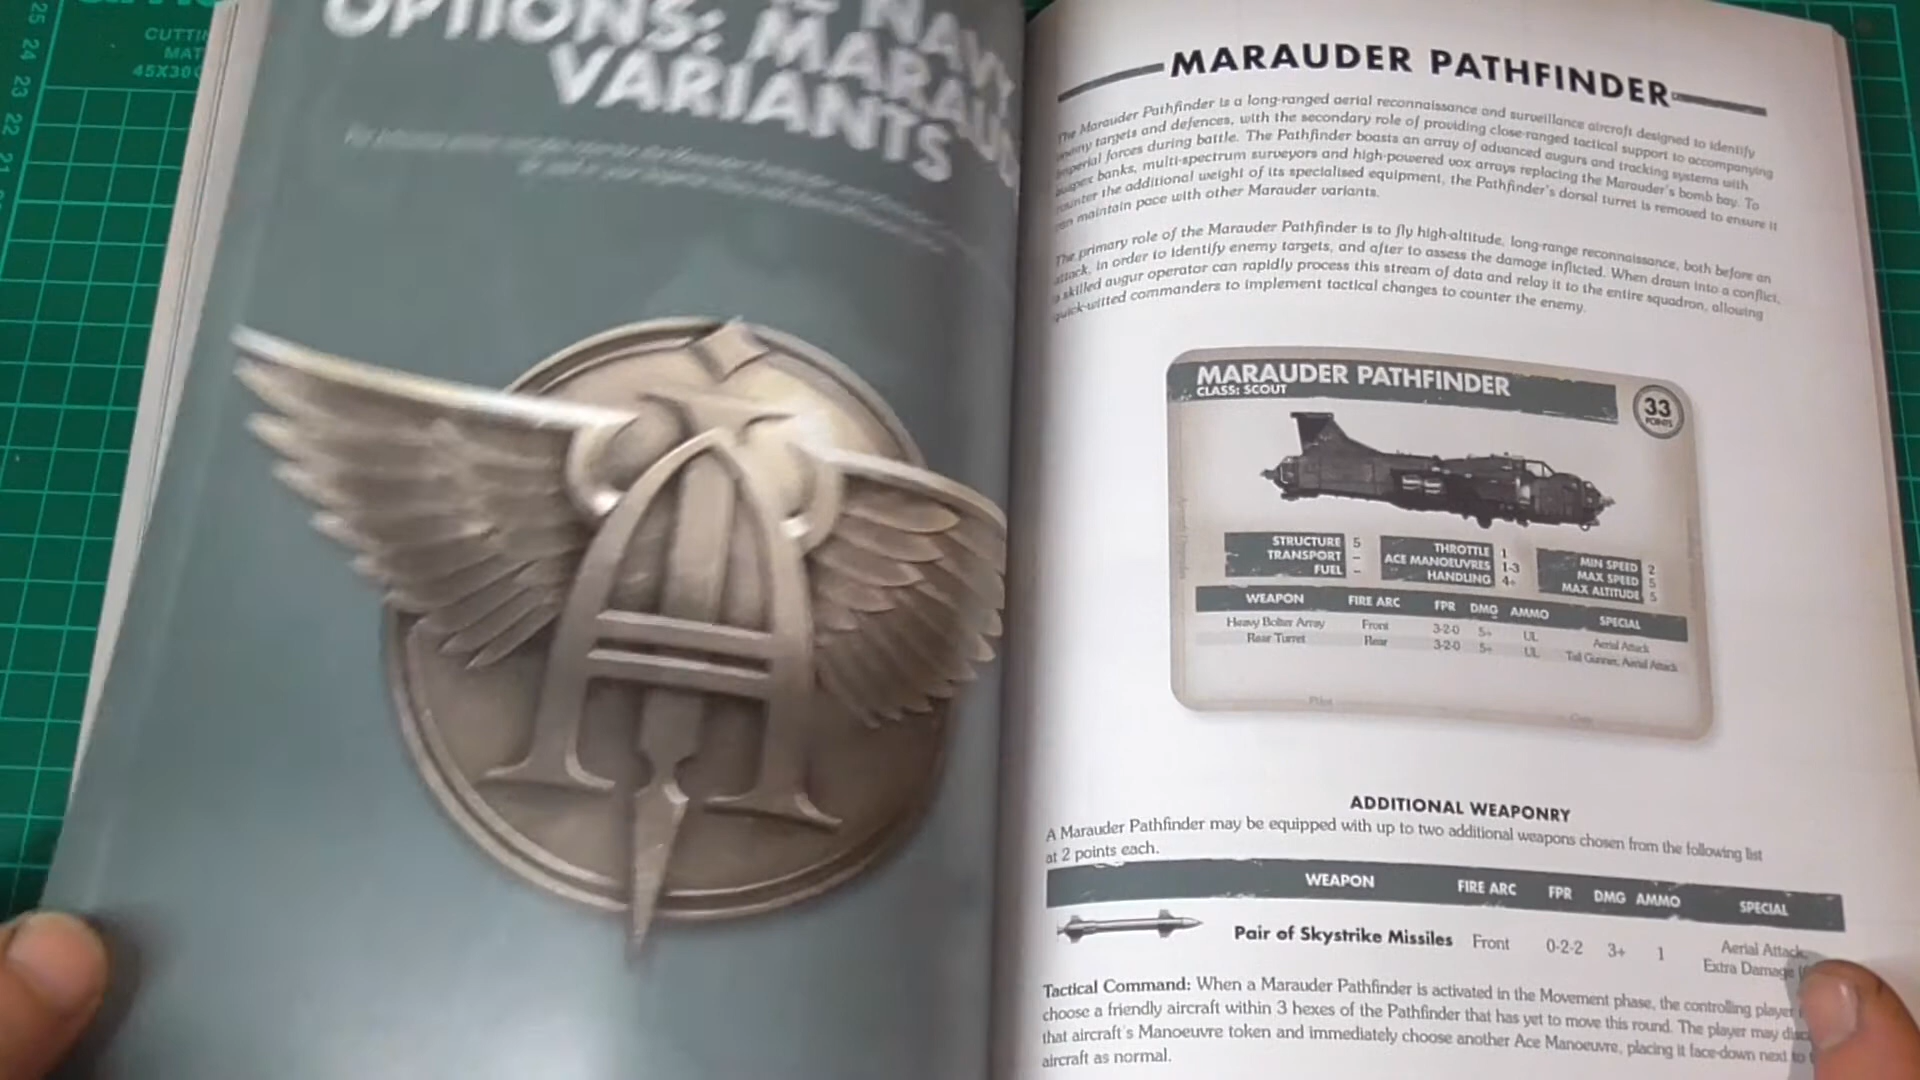 25
24
23
22
21
CUTTI
MAT
45X30
NAVY
OPTIONS: MARAUD
VARIANTS
MARAUDER PATHFINDER
The Marauder Pathfinder is a long-ranged aerial reconnaissance and surveillance aircraft designed to identify
enemy targets and defences, with the secondary role of providing close-ranged tactical support to accompanying
Imperial forces during battle. The Pathfinder boasts an array of advanced augurs and tracking systems with
auspex banks, multi-spectrum surveyors and high-powered vox arrays replacing the Marauder's bomb bay. To
counter the additional weight of its specialised equipment, the Pathfinder's dorsal turret is removed to ensure it
can maintain pace with other Marauder variants.
The primary role of the Marauder Pathfinder is to fly high-altitude, long-range reconnaissance, both before an
attack, in order to identify enemy targets, and after to assess the damage inflicted. When drawn into a conflict,
a skilled augur operator can rapidly process this stream of data and relay it to the entire squadron, allowing
quick-witted commanders to implement tactical changes to counter the enemy.
MARAUDER PATHFINDER
CLASS: SCOUT
33
POINTS
STRUCTURE 5
TRANSPORT –
FUEL –
THROTTLE 1
ACE MANOEUVRES 1-3
HANDLING 4+
MIN SPEED 2
MAX SPEED 5
MAX ALTITUDE 5
WEAPON FIRE ARC FPR DMG AMMO SPECIAL
Heavy Bolter Array Front 3-2-0 5+ UL Aerial Attack
Rear Turret Rear 3-2-0 5+ UL Tail Gunner, Aerial Attack
Pilot
ADDITIONAL WEAPONRY
A Marauder Pathfinder may be equipped with up to two additional weapons chosen from the following list
at 2 points each.
WEAPON FIRE ARC FPR DMG AMMO SPECIAL
Pair of Skystrike Missiles Front 0-2-2 3+ 1 Aerial Attack,
Extra Damage
Tactical Command: When a Marauder Pathfinder is activated in the Movement phase, the controlling player
choose a friendly aircraft within 3 hexes of the Pathfinder that has yet to move this round. The player may disc
that aircraft's Manoeuvre token and immediately choose another Ace Manoeuvre, placing it face-down next to
aircraft as normal.